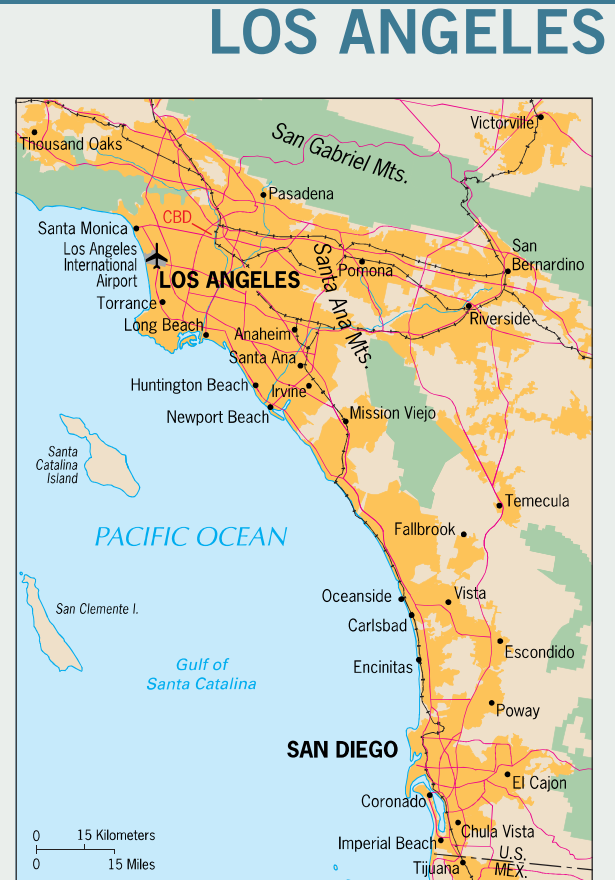 LOS ANGELES
San Gabriel Mts.
Victorville
Thousand Oaks
Pasadena
CBD
Santa Monica
Los Angeles
International
Airport
LOS ANGELES
Santa Ana Mts.
Pomona
San
Bernardino
Torrance
Long Beach
Riverside
Anaheim
Santa Ana
Huntington Beach
Irvine
Newport Beach
Mission Viejo
Santa
Catalina
Island
Temecula
PACIFIC OCEAN
Fallbrook
San Clemente I.
Oceanside
Vista
Carlsbad
Escondido
Encinitas
Gulf of
Santa Catalina
Poway
SAN DIEGO
El Cajon
Coronado
Chula Vista
Imperial Beach
0 15 Kilometers
0 15 Miles
U.S.
MEX.
Tijuana